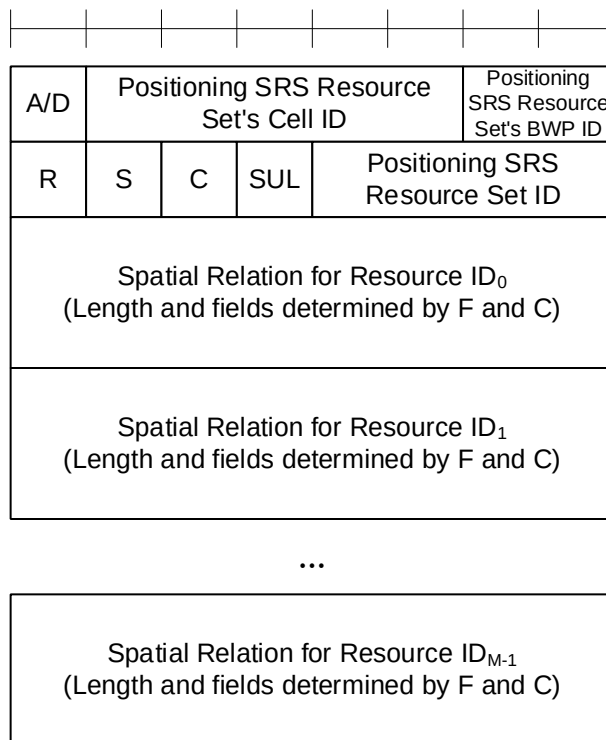 A/D
Positioning SRS Resource
Set's Cell ID
Positioning
SRS Resource
Set's BWP ID
R
S
C
SUL
Positioning SRS
Resource Set ID
Spatial Relation for Resource ID₀
(Length and fields determined by F and C)
Spatial Relation for Resource ID₁
(Length and fields determined by F and C)
...
Spatial Relation for Resource ID_M-1
(Length and fields determined by F and C)